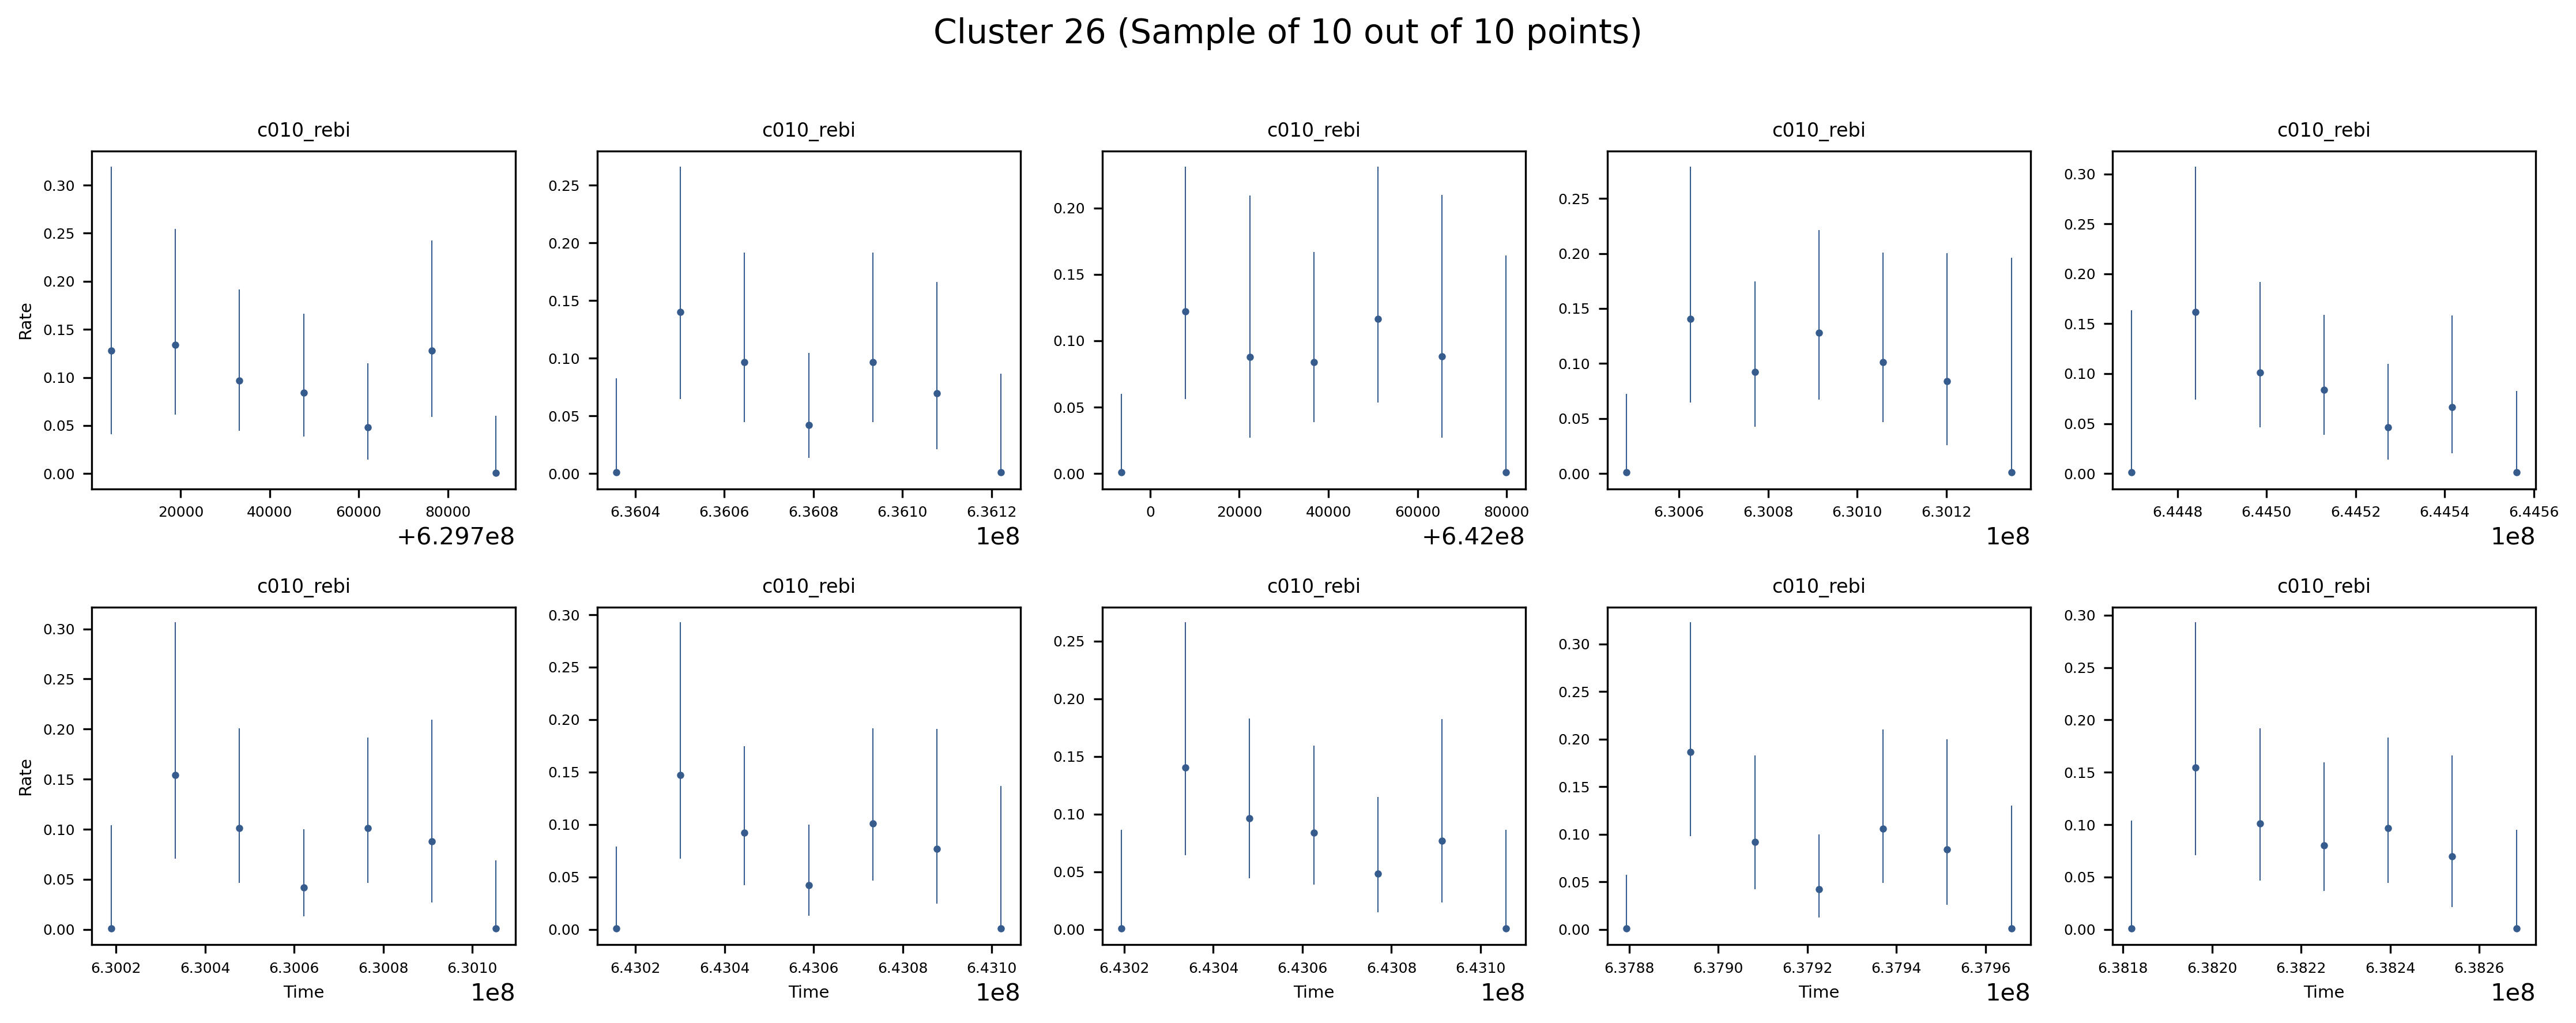 Cluster 26 (Sample of 10 out of 10 points)
c010_rebi c010_rebi c010_rebi c010_rebi c010_rebi
Rate
0.30 0.25 0.20 0.15 0.10 0.05 0.00
0.25 0.20 0.15 0.10 0.05 0.00
0.20 0.15 0.10 0.05 0.00
0.25 0.20 0.15 0.10 0.05 0.00
0.30 0.25 0.20 0.15 0.10 0.05 0.00
20000 40000 60000 80000
6.3604 6.3606 6.3608 6.3610 6.3612
0 20000 40000 60000 80000
6.3006 6.3008 6.3010 6.3012
6.4448 6.4450 6.4452 6.4454 6.4456
+6.297e8 1e8 +6.42e8 1e8 1e8
c010_rebi c010_rebi c010_rebi c010_rebi c010_rebi
Rate
0.30 0.25 0.20 0.15 0.10 0.05 0.00
0.30 0.25 0.20 0.15 0.10 0.05 0.00
0.25 0.20 0.15 0.10 0.05 0.00
0.30 0.25 0.20 0.15 0.10 0.05 0.00
0.30 0.25 0.20 0.15 0.10 0.05 0.00
6.3002 6.3004 6.3006 6.3008 6.3010
6.4302 6.4304 6.4306 6.4308 6.4310
6.4302 6.4304 6.4306 6.4308 6.4310
6.3788 6.3790 6.3792 6.3794 6.3796
6.3818 6.3820 6.3822 6.3824 6.3826
Time 1e8 Time 1e8 Time 1e8 Time 1e8 Time 1e8